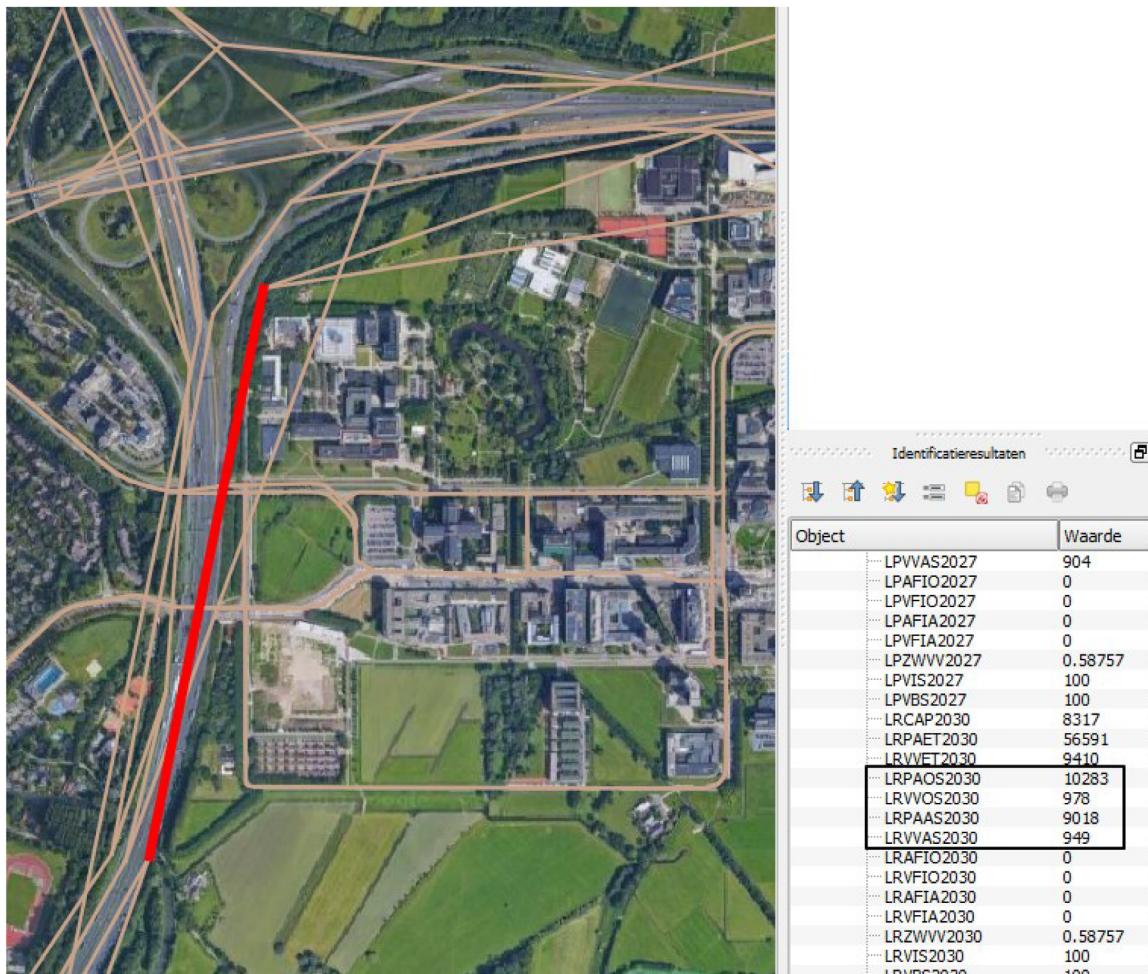 Identificatieresultaten
Object Waarde
LPVVAS2027 904
LPAFIO2027 0
LPVFIO2027 0
LPAFIA2027 0
LPVFIA2027 0
LPZWVV2027 0.58757
LPVIS2027 100
LPVBS2027 100
LRCAP2030 8317
LRPAET2030 56591
LRVVET2030 9410
LRPAOS2030 10283
LRVVOS2030 978
LRPAAS2030 9018
LRVVAS2030 949
LRAFIO2030 0
LRVFIO2030 0
LRAFIA2030 0
LRVFIA2030 0
LRZWVV2030 0.58757
LRVIS2030 100
LRVBS2030 100